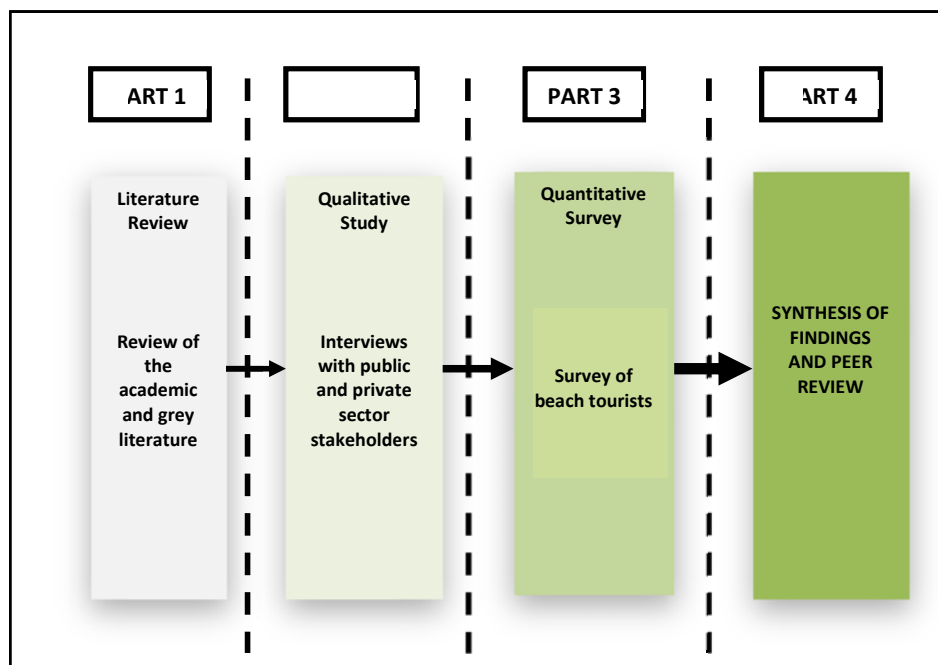 ART 1
PART 3
ART 4
Literature
Review
Review of
the
academic
and grey
literature
Qualitative
Study
Interviews
with public
and private
sector
stakeholders
Quantitative
Survey
Survey of
beach tourists
SYNTHESIS OF
FINDINGS
AND PEER
REVIEW